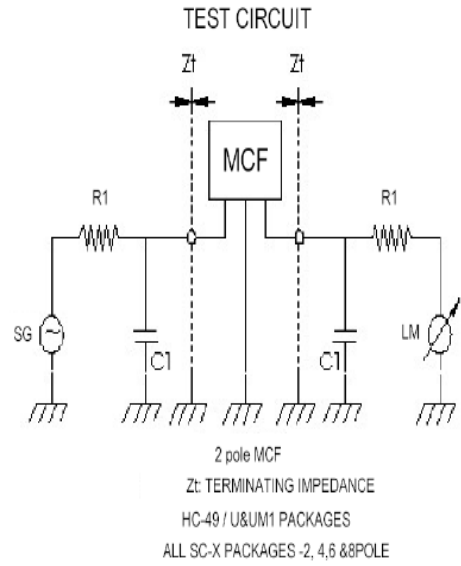 TEST CIRCUIT
Zt Zt
MCF
R1 R1
SG LM
C1 C1
2 pole MCF
Zt: TERMINATING IMPEDANCE
HC-49 / U&UM1 PACKAGES
ALL SC-X PACKAGES -2, 4,6 &8POLE